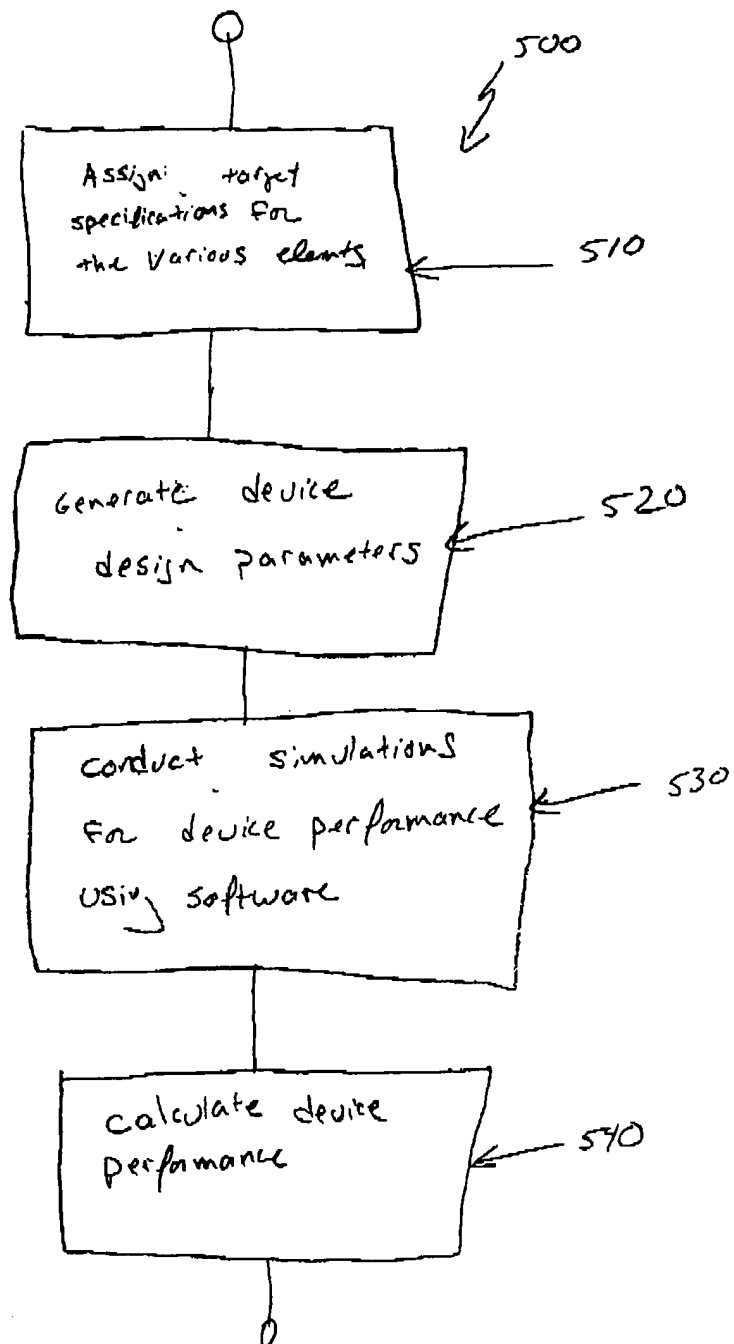 500
Assign target
specifications for
the various elemts
510
Generate device
design parameters
520
conduct simulations
for device performance
using software
530
calculate device
performance
540